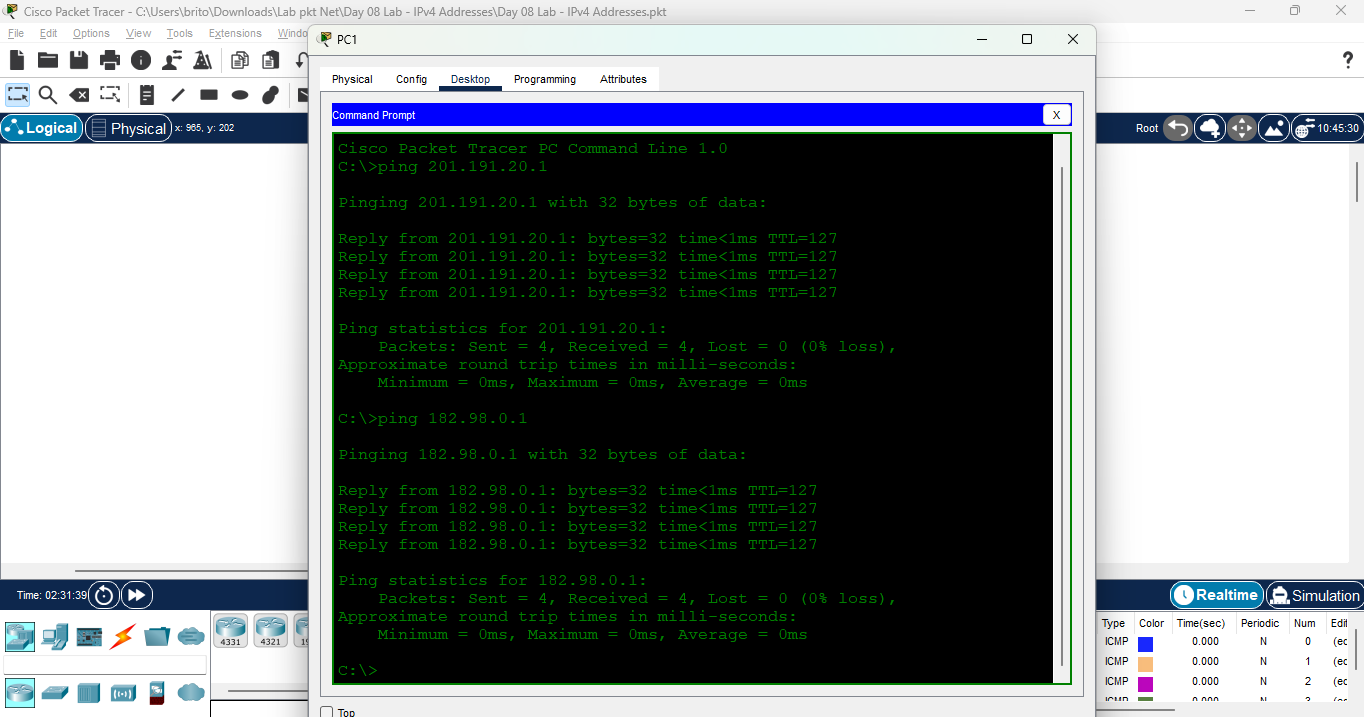 Cisco Packet Tracer - C:\Users\brito\Downloads\Lab pkt Net\Day 08 Lab - IPv4 Addresses\Day 08 Lab - IPv4 Addresses.pkt
File Edit Options View Tools Extensions Windo
PC1
Physical Config Desktop Programming Attributes
Logical Physical x: 965, y: 202
Root 10:45:30
Command Prompt X
Cisco Packet Tracer PC Command Line 1.0
C:\>ping 201.191.20.1
Pinging 201.191.20.1 with 32 bytes of data:
Reply from 201.191.20.1: bytes=32 time<1ms TTL=127
Reply from 201.191.20.1: bytes=32 time<1ms TTL=127
Reply from 201.191.20.1: bytes=32 time<1ms TTL=127
Reply from 201.191.20.1: bytes=32 time<1ms TTL=127
Ping statistics for 201.191.20.1:
Packets: Sent = 4, Received = 4, Lost = 0 (0% loss),
Approximate round trip times in milli-seconds:
Minimum = 0ms, Maximum = 0ms, Average = 0ms
C:\>ping 182.98.0.1
Pinging 182.98.0.1 with 32 bytes of data:
Reply from 182.98.0.1: bytes=32 time<1ms TTL=127
Reply from 182.98.0.1: bytes=32 time<1ms TTL=127
Reply from 182.98.0.1: bytes=32 time<1ms TTL=127
Reply from 182.98.0.1: bytes=32 time<1ms TTL=127
Ping statistics for 182.98.0.1:
Packets: Sent = 4, Received = 4, Lost = 0 (0% loss),
Approximate round trip times in milli-seconds:
Minimum = 0ms, Maximum = 0ms, Average = 0ms
C:\>
Top
Time: 02:31:39
Realtime Simulation
4331 4321 19
Type Color Time(sec) Periodic Num Edit
ICMP 0.000 N 0 (ec
ICMP 0.000 N 1 (ec
ICMP 0.000 N 2 (ec
ICMP 0.000 N 3 (ec